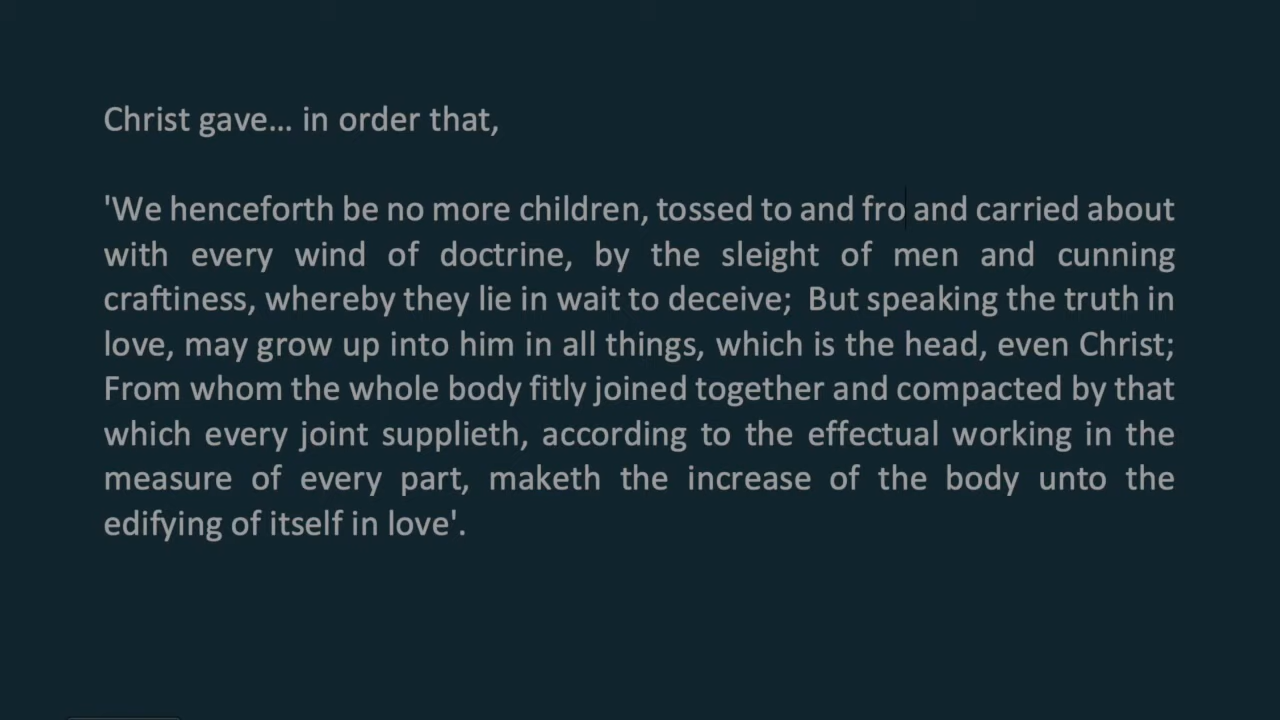 Christ gave... in order that,
'We henceforth be no more children, tossed to and fro and carried about
with every wind of doctrine, by the sleight of men and cunning
craftiness, whereby they lie in wait to deceive;  But speaking the truth in
love, may grow up into him in all things, which is the head, even Christ;
From whom the whole body fitly joined together and compacted by that
which every joint supplieth, according to the effectual working in the
measure of every part, maketh the increase of the body unto the
edifying of itself in love'.